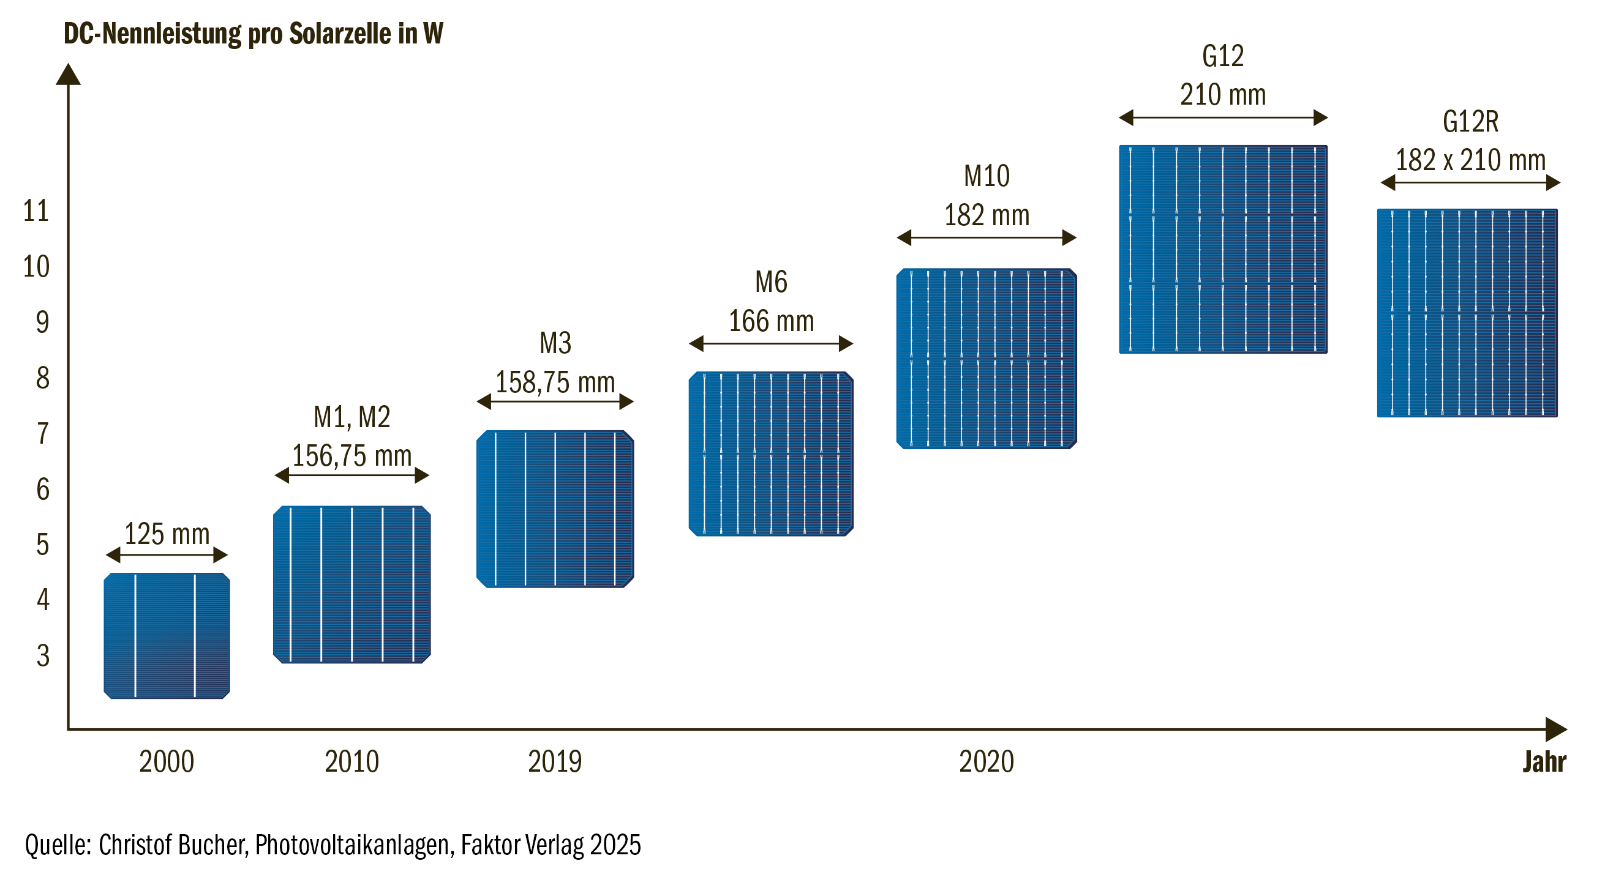 DC-Nennleistung pro Solarzelle in W
11
10
9
8
7
6
5
4
3
125 mm
M1, M2
156,75 mm
M3
158,75 mm
M6
166 mm
M10
182 mm
G12
210 mm
G12R
182 x 210 mm
2000
2010
2019
2020
Jahr
Quelle: Christof Bucher, Photovoltaikanlagen, Faktor Verlag 2025